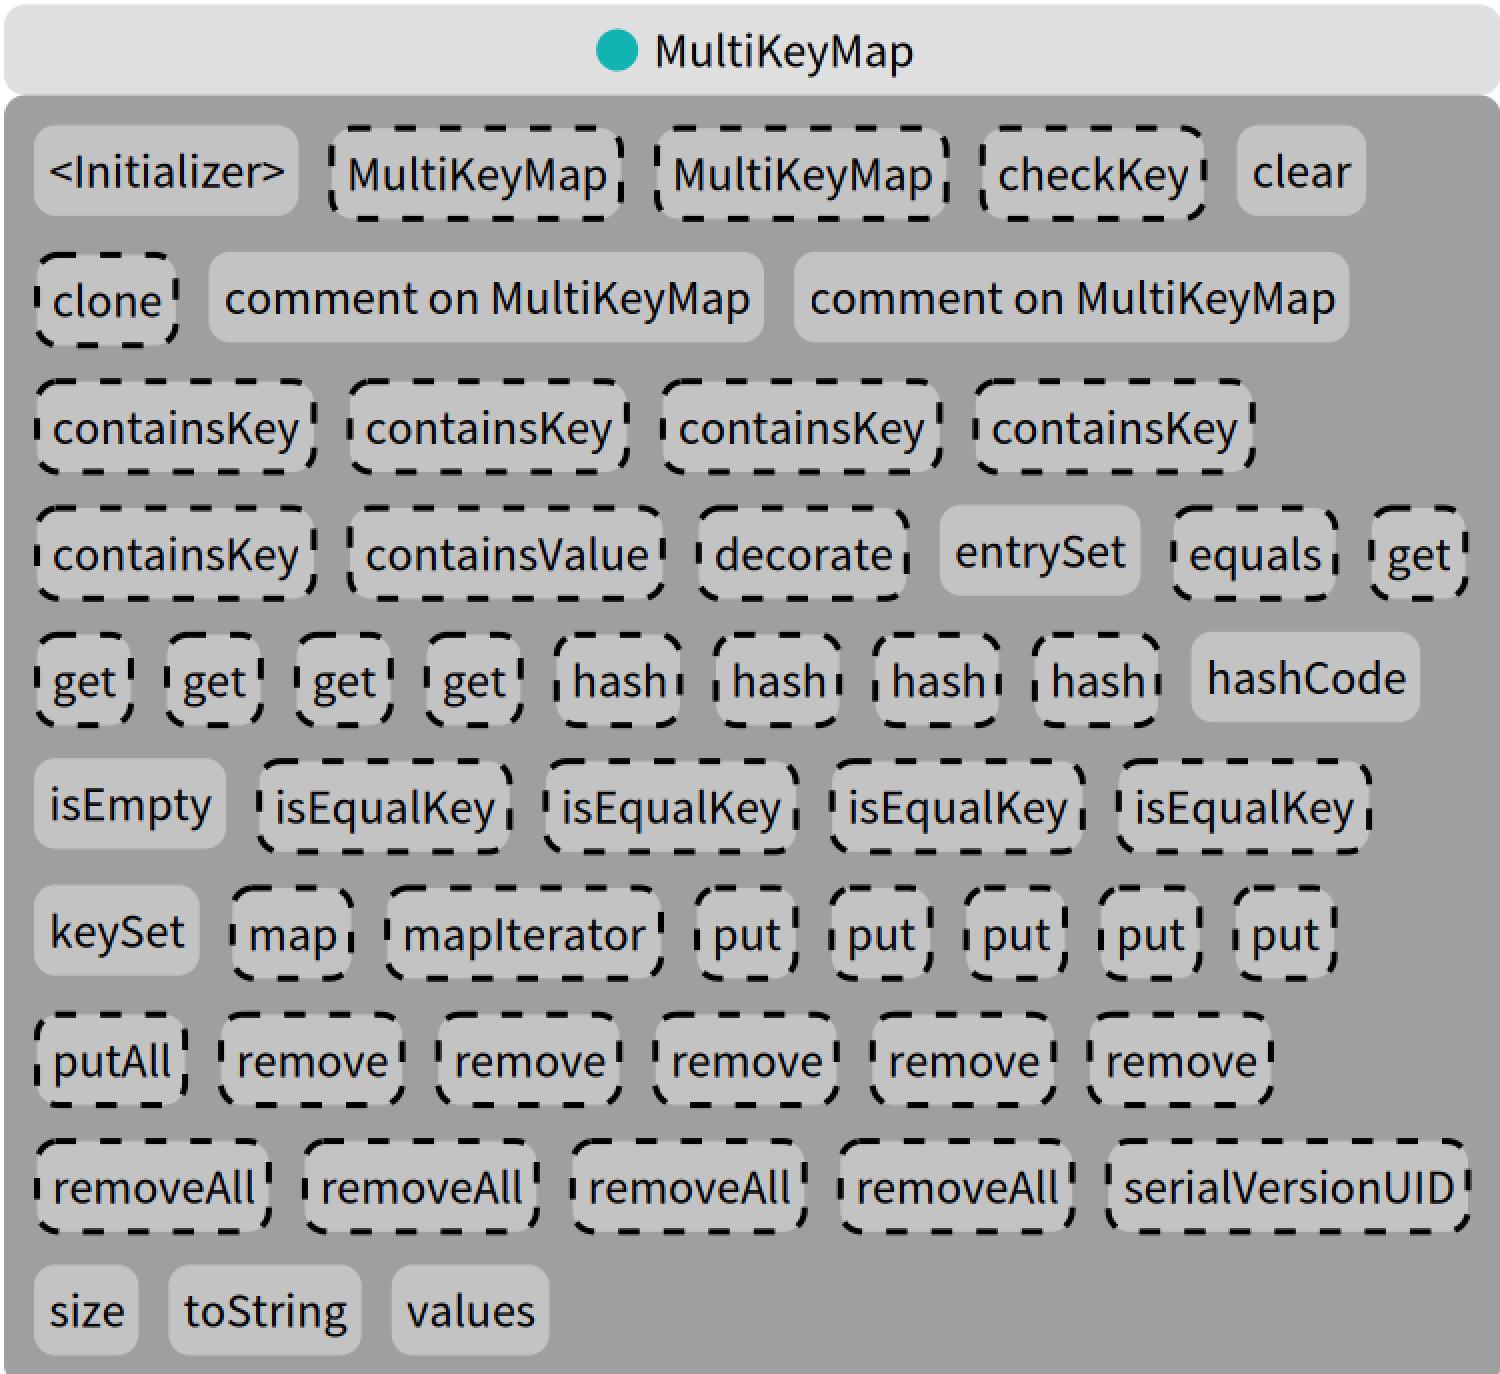 MultiKeyMap
<Initializer> MultiKeyMap MultiKeyMap checkKey clear
clone comment on MultiKeyMap comment on MultiKeyMap
containsKey containsKey containsKey containsKey
containsKey containsValue decorate entrySet equals get
get get get get hash hash hash hash hashCode
isEmpty isEqualKey isEqualKey isEqualKey isEqualKey
keySet map mapIterator put put put put put
putAll remove remove remove remove remove
removeAll removeAll removeAll removeAll serialVersionUID
size toString values